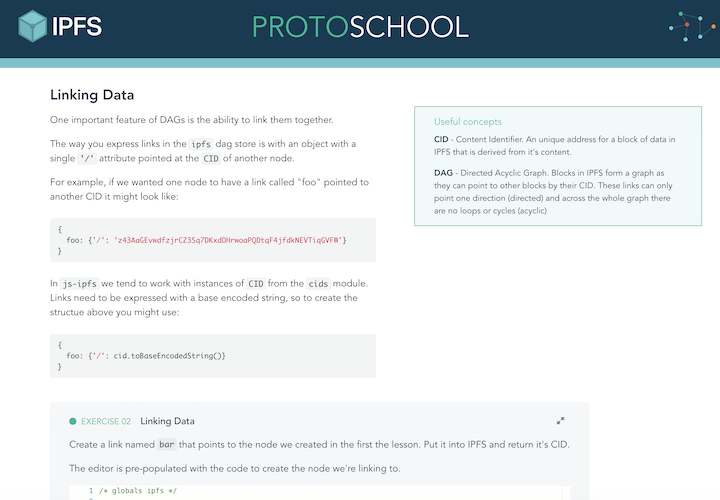 IPFS
PROTOSCHOOL
Linking Data
One important feature of DAGs is the ability to link them together.
The way you express links in the ipfs dag store is with an object with a
single '/' attribute pointed at the CID of another node.
For example, if we wanted one node to have a link called "foo" pointed to
another CID it might look like:
{
foo: {'/': 'z43AaGEvwdfzjrCZ3Sq7DKxdDHrwoaPQDtqF4jfdkNEVTiqGVFW'}
}
In js-ipfs we tend to work with instances of CID from the cids module.
Links need to be expressed with a base encoded string, so to create the
structue above you might use:
{
foo: {'/': cid.toBaseEncodedString()}
}
Useful concepts
CID - Content Identifier. An unique address for a block of data in
IPFS that is derived from it's content.
DAG - Directed Acyclic Graph. Blocks in IPFS form a graph as
they can point to other blocks by their CID. These links can only
point one direction (directed) and across the whole graph there
are no loops or cycles (acyclic)
EXERCISE 02 Linking Data
Create a link named bar that points to the node we created in the first the lesson. Put it into IPFS and return it's CID.
The editor is pre-populated with the code to create the node we're linking to.
1 /* globals ipfs */